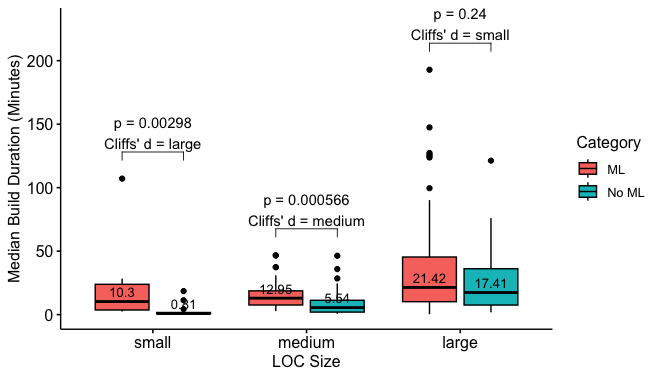 p = 0.24
Cliffs' d = small
200
150
100
50
0
Median Build Duration (Minutes)
p = 0.00298
Cliffs' d = large
p = 0.000566
Cliffs' d = medium
10.3
0.81
12.95
5.54
21.42
17.41
small
medium
large
LOC Size
Category
ML
No ML